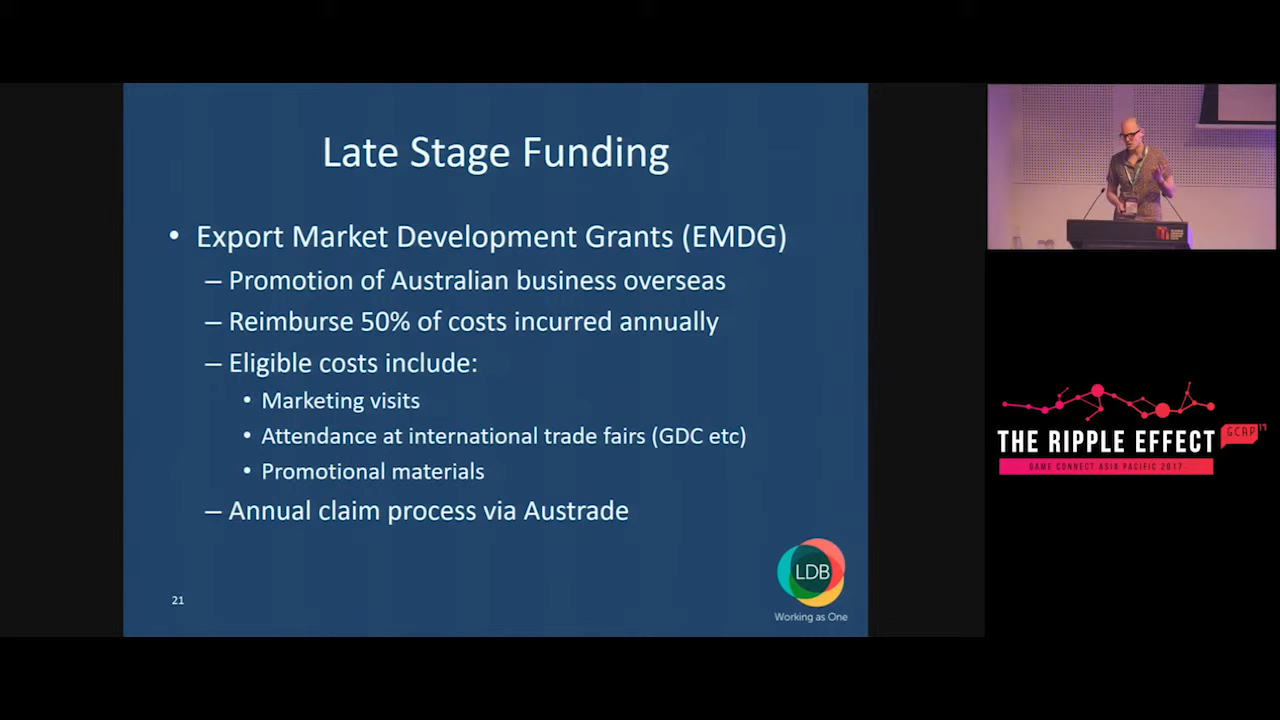 Late Stage Funding
• Export Market Development Grants (EMDG)
– Promotion of Australian business overseas
– Reimburse 50% of costs incurred annually
– Eligible costs include:
• Marketing visits
• Attendance at international trade fairs (GDC etc)
• Promotional materials
– Annual claim process via Austrade
21
LDB
Working as One
THE RIPPLE EFFECT
GCAP 17
GAME CONNECT ASIA PACIFIC 2017